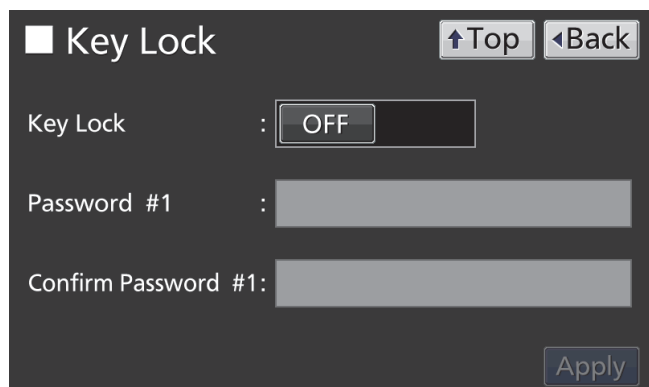 Key Lock ↑Top ◂Back
Key Lock : OFF
Password #1 :
Confirm Password #1:
Apply